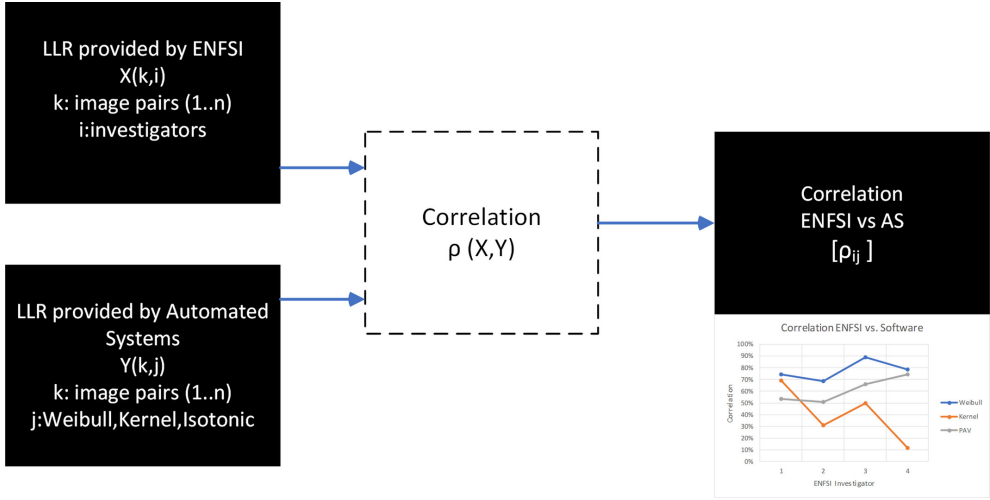 LLR provided by ENFSI
X(k,i)
k: image pairs (1..n)
i:investigators
LLR provided by Automated
Systems
Y(k,j)
k: image pairs (1..n)
j:Weibull,Kernel,Isotonic
Correlation
ρ (X,Y)
Correlation
ENFSI vs AS
[ρij ]
Correlation ENFSI vs. Software
100%
90%
80%
70%
60%
50%
40%
30%
20%
10%
0%
Correlation
1 2 3 4
ENFSI Investigator
Weibull
Kernel
PAV